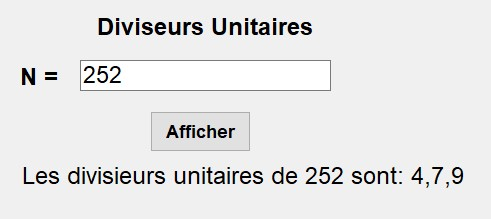 Diviseurs Unitaires
N = 252
Afficher
Les divisieurs unitaires de 252 sont: 4,7,9